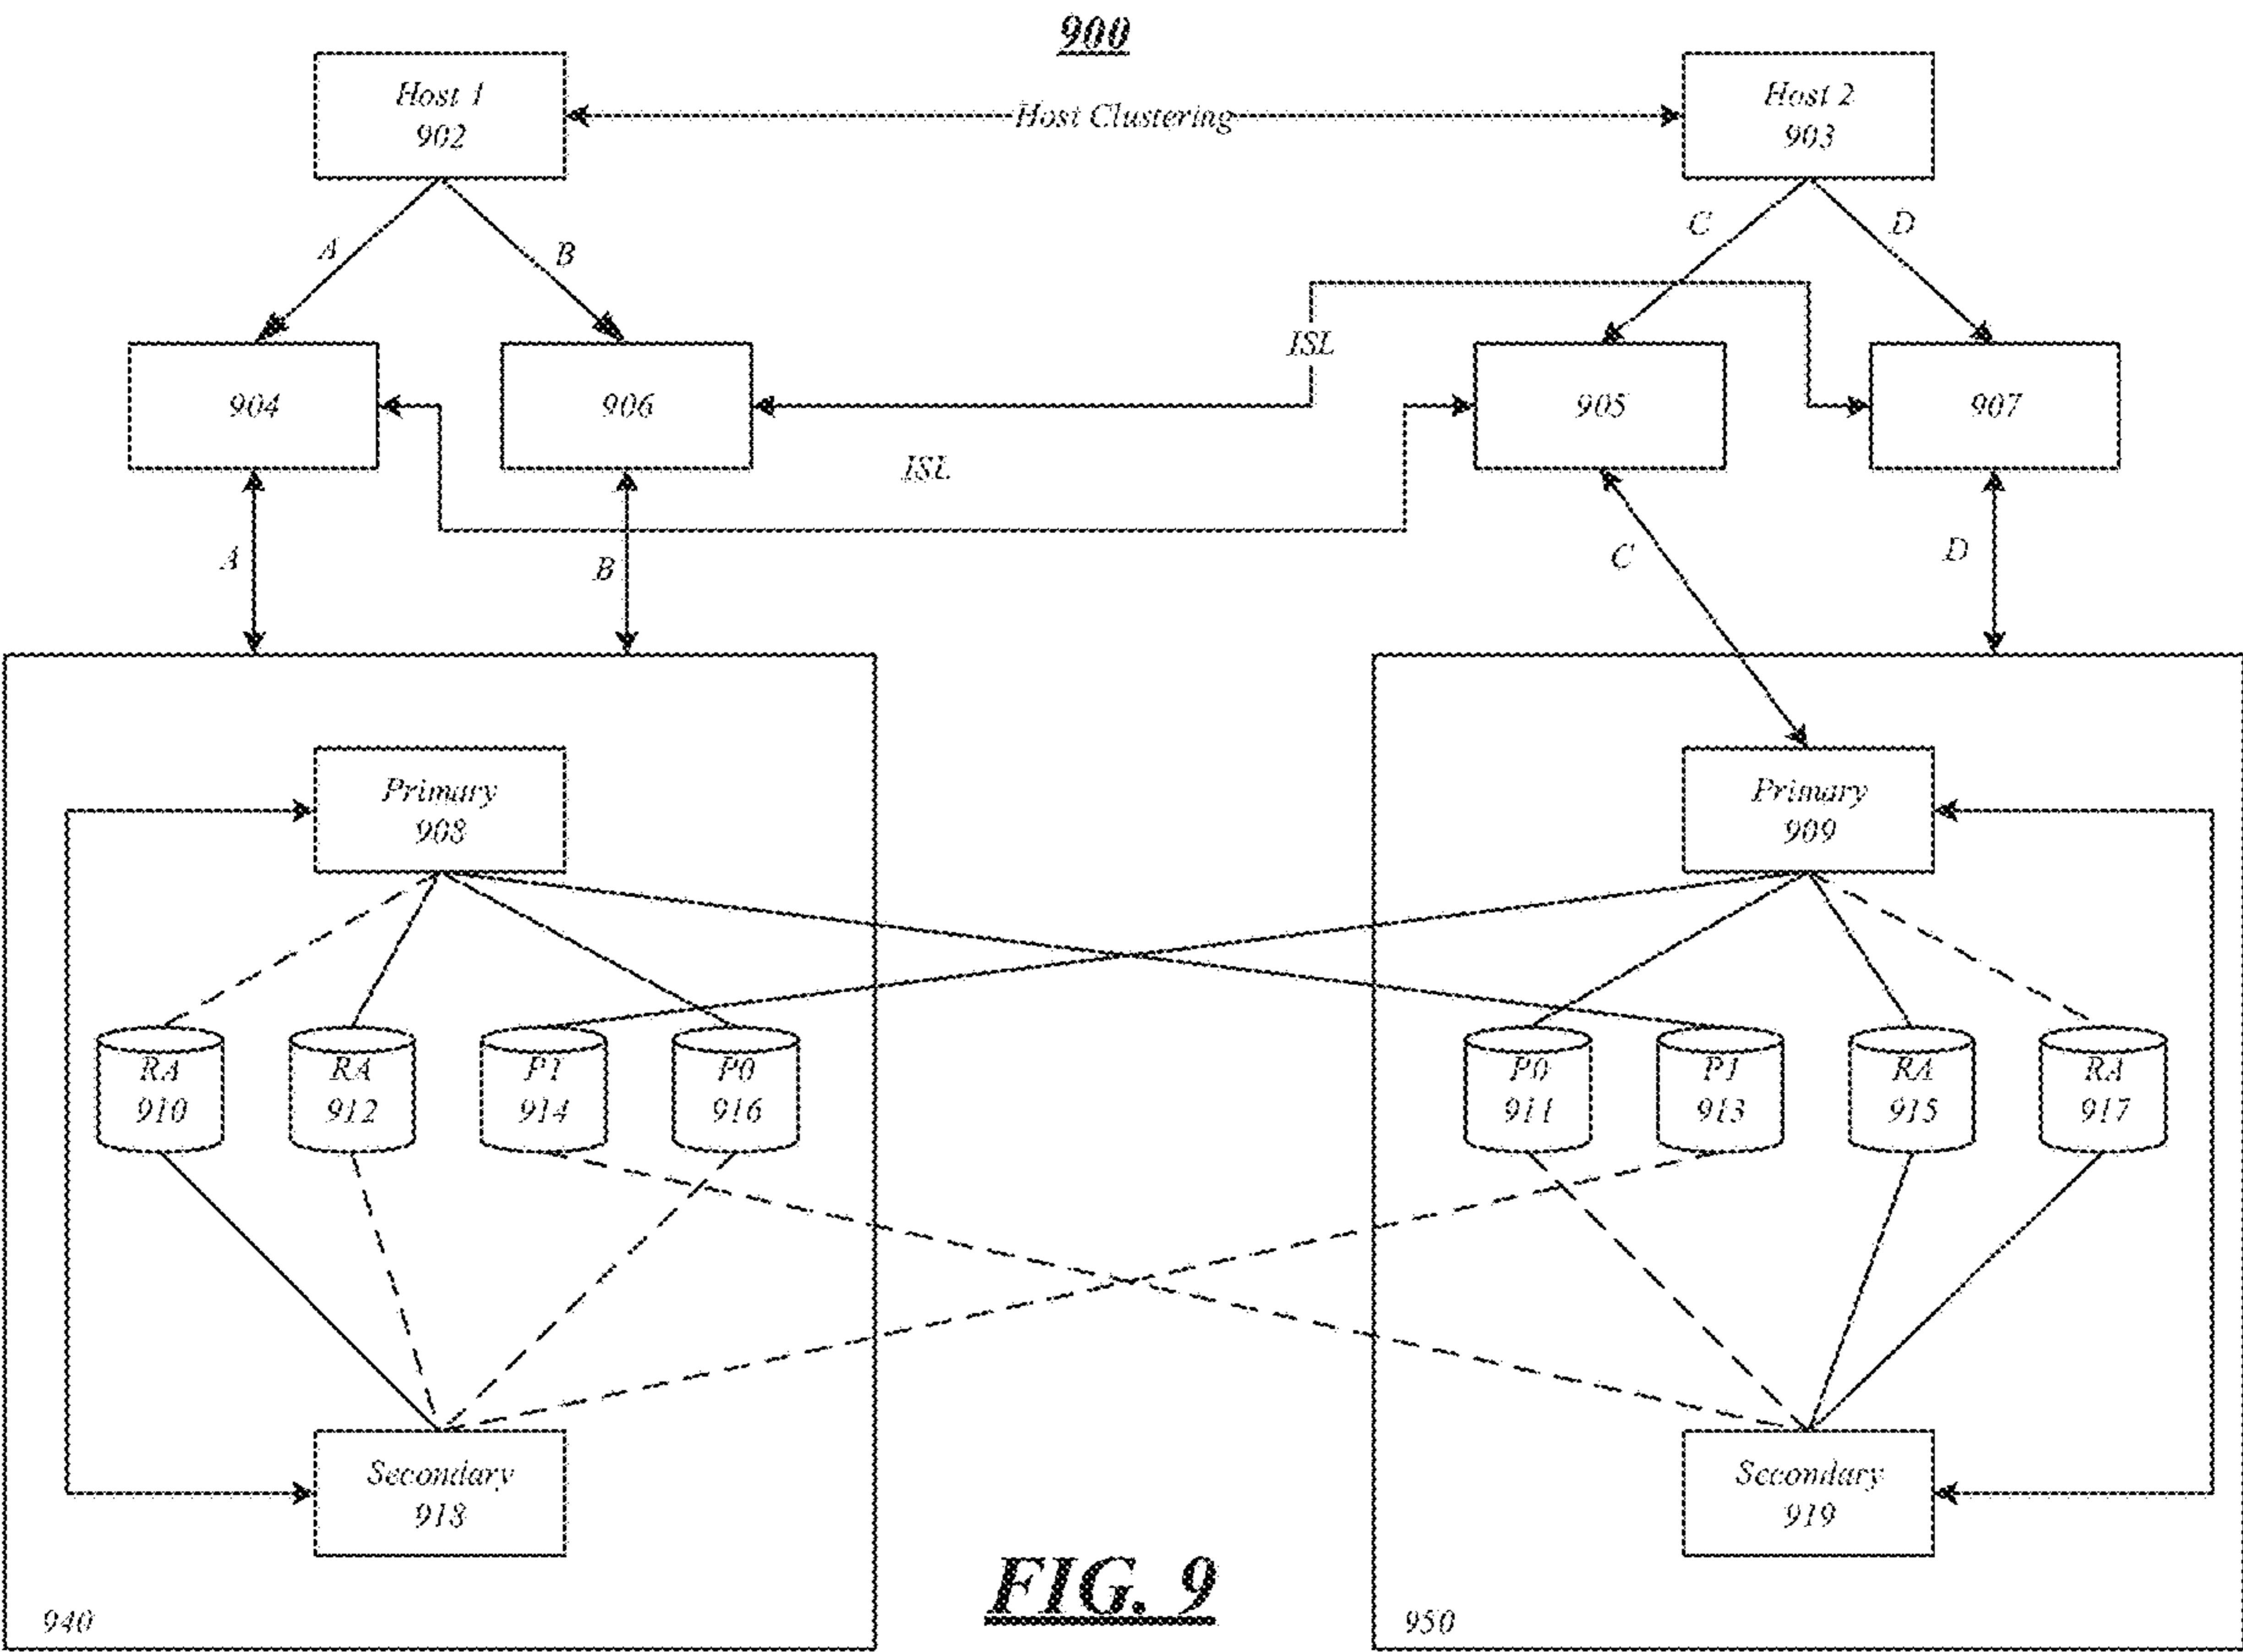 900
Host 1
902
Host Clustering
Host 2
903
A
B
C
D
ISL
904
906
905
907
ISL
A
B
C
D
Primary
908
Primary
909
RA
910
RA
912
P1
914
P0
916
P0
911
P1
913
RA
915
RA
917
Secondary
918
Secondary
919
940
FIG. 9
950